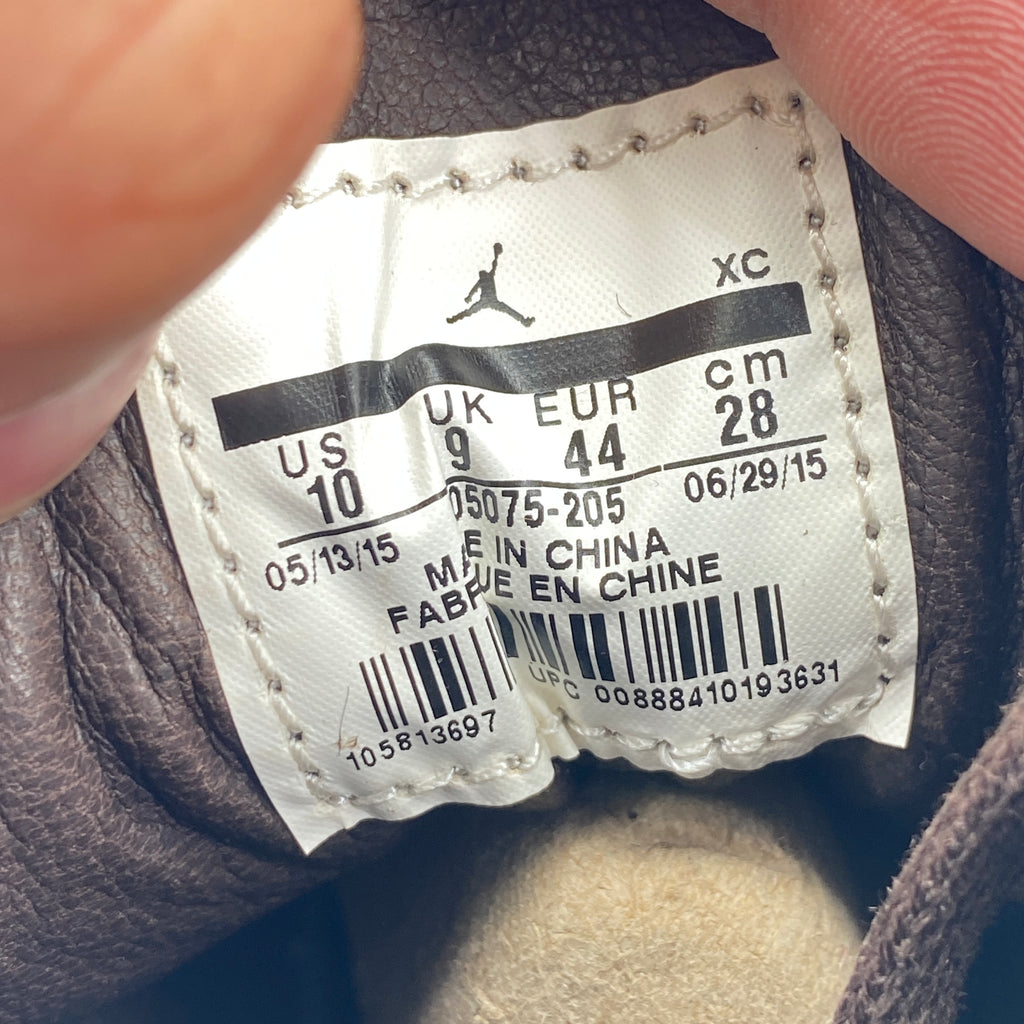 XC
US UK EUR cm
10 9 44 28
05075-205
05/13/15 06/29/15
E IN CHINA
UE EN CHINE
105813697
UPC 00888410193631